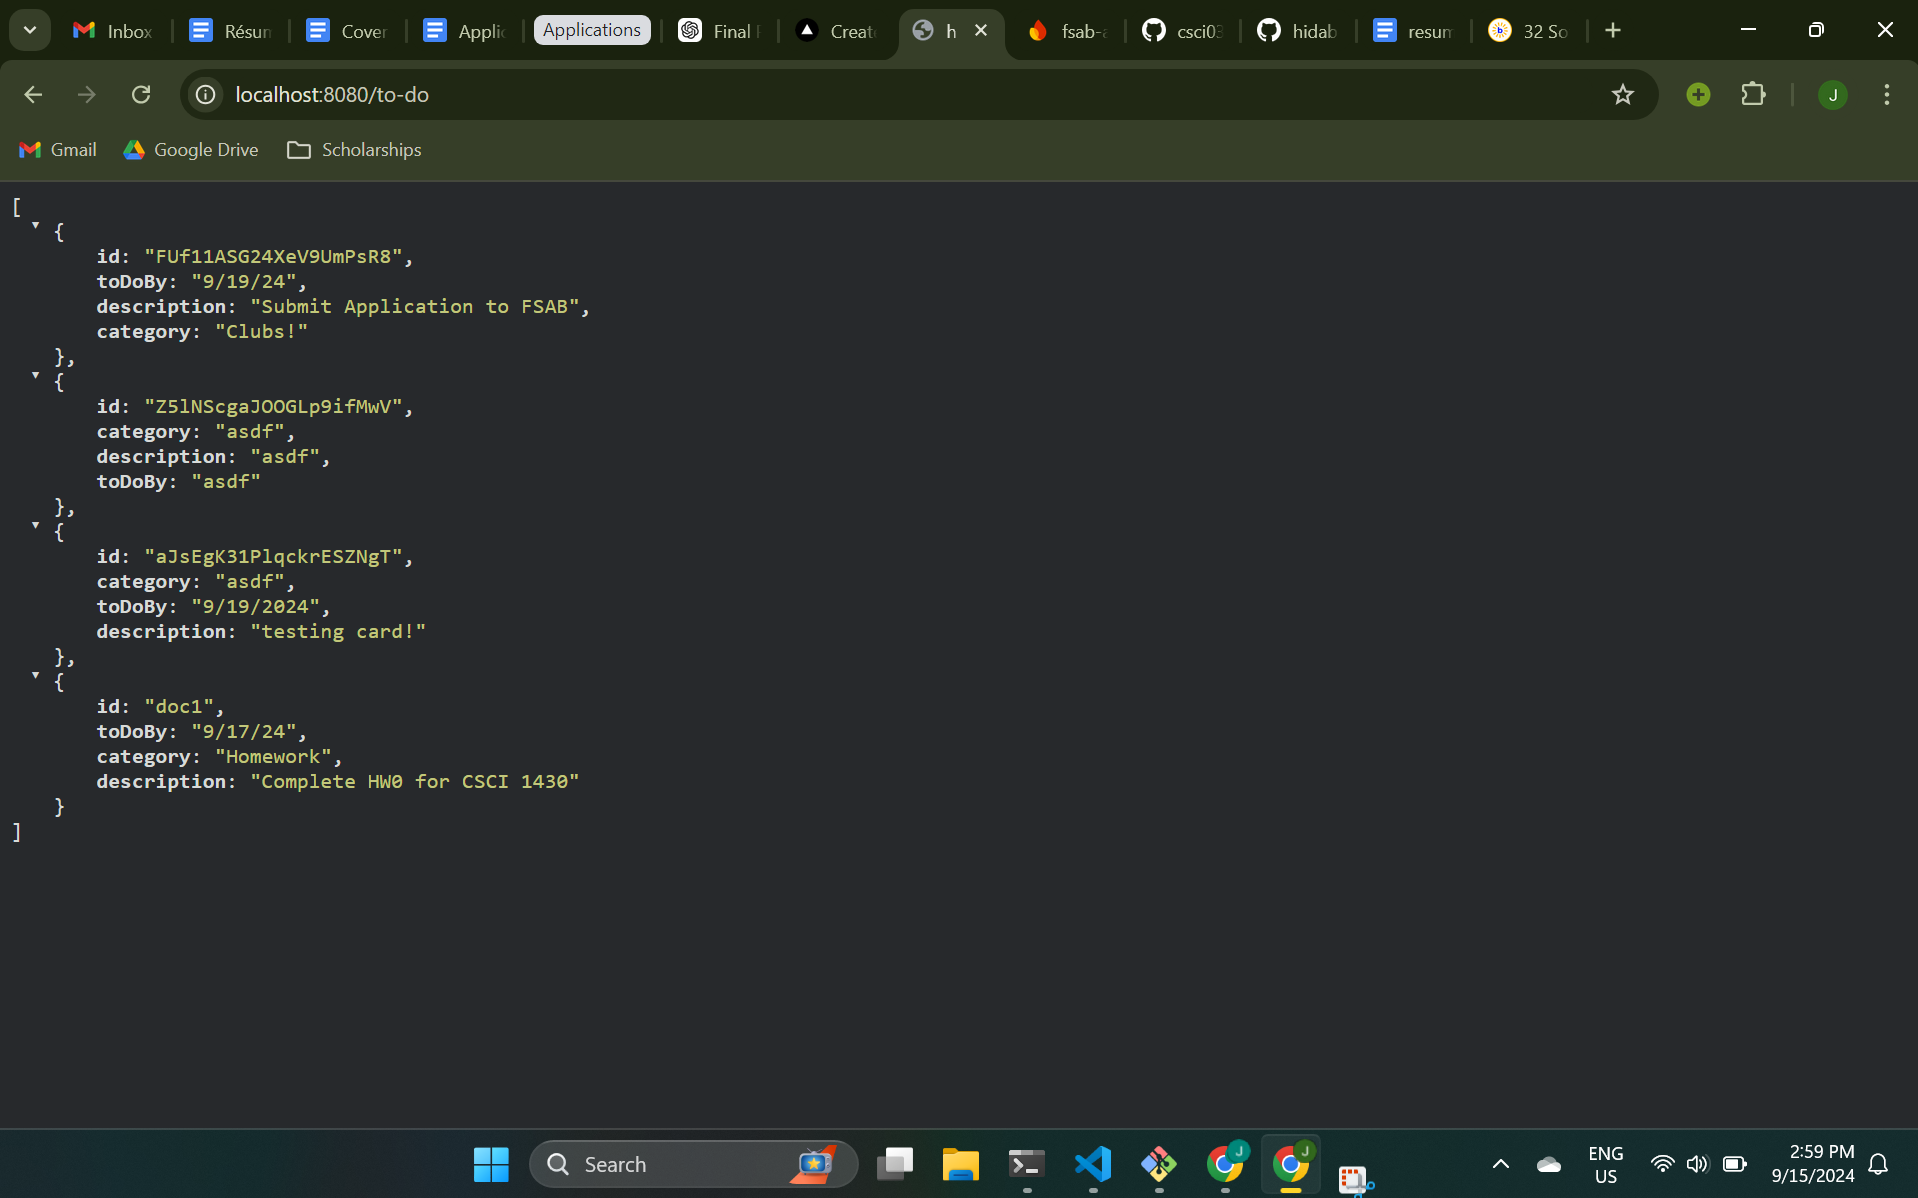 Inbox
Résum
Cover
Applic
Applications
Final
Create
h
fsab-a
csci03
hidab
resum
32 So
localhost:8080/to-do
J
Gmail
Google Drive
Scholarships
[
{
id: "FUf11ASG24XeV9UmPsR8",
toDoBy: "9/19/24",
description: "Submit Application to FSAB",
category: "Clubs!"
},
{
id: "Z5lNScgaJOOGLp9ifMwV",
category: "asdf",
description: "asdf",
toDoBy: "asdf"
},
{
id: "aJsEgK31PlqckrESZNgT",
category: "asdf",
toDoBy: "9/19/2024",
description: "testing card!"
},
{
id: "doc1",
toDoBy: "9/17/24",
category: "Homework",
description: "Complete HW0 for CSCI 1430"
}
]
Search
J
J
ENG
US
2:59 PM
9/15/2024